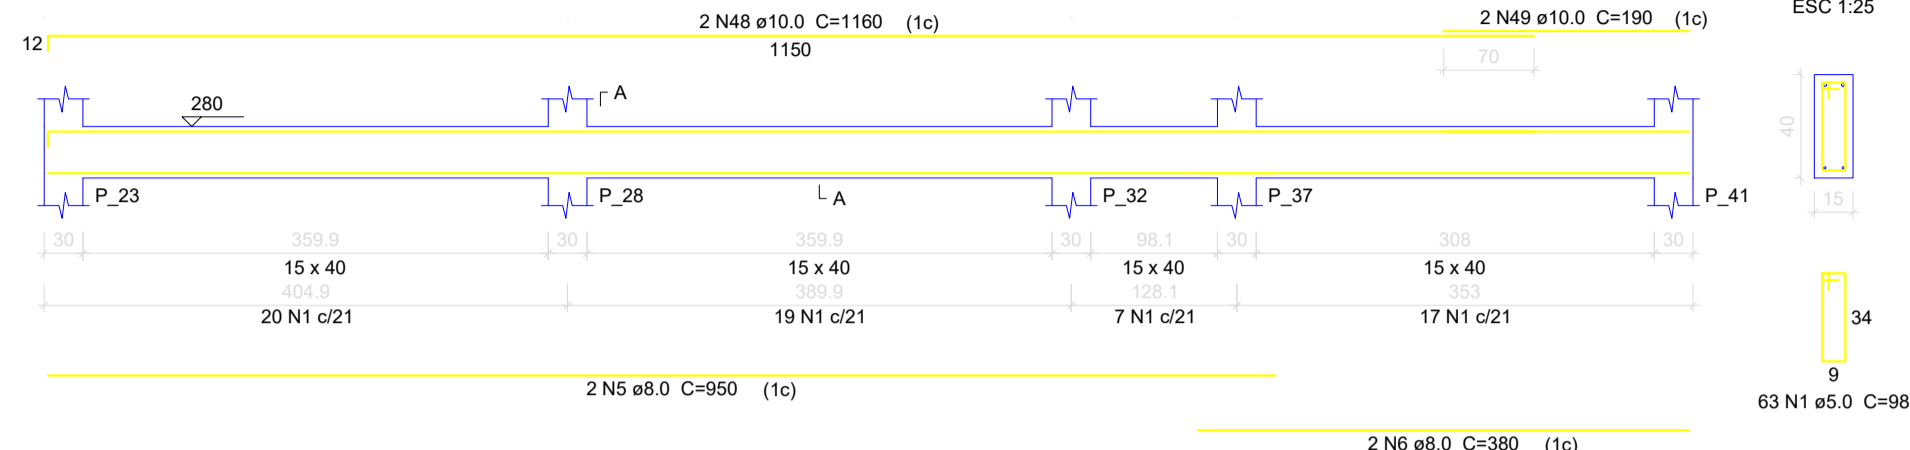 2 N48 ø10.0 C=1160 (1c)
2 N49 ø10.0 C=190 (1c)
ESC 1:25
12
1150
70
A
280
40
P_23
P_28
A
P_32
P_37
P_41
15
30
359.9
30
359.9
30
98.1
30
308
30
15 x 40
15 x 40
15 x 40
15 x 40
404.9
389.9
128.1
353
20 N1 c/21
19 N1 c/21
7 N1 c/21
17 N1 c/21
34
9
2 N5 ø8.0 C=950 (1c)
63 N1 ø5.0 C=98
2 N6 ø8.0 C=380 (1c)